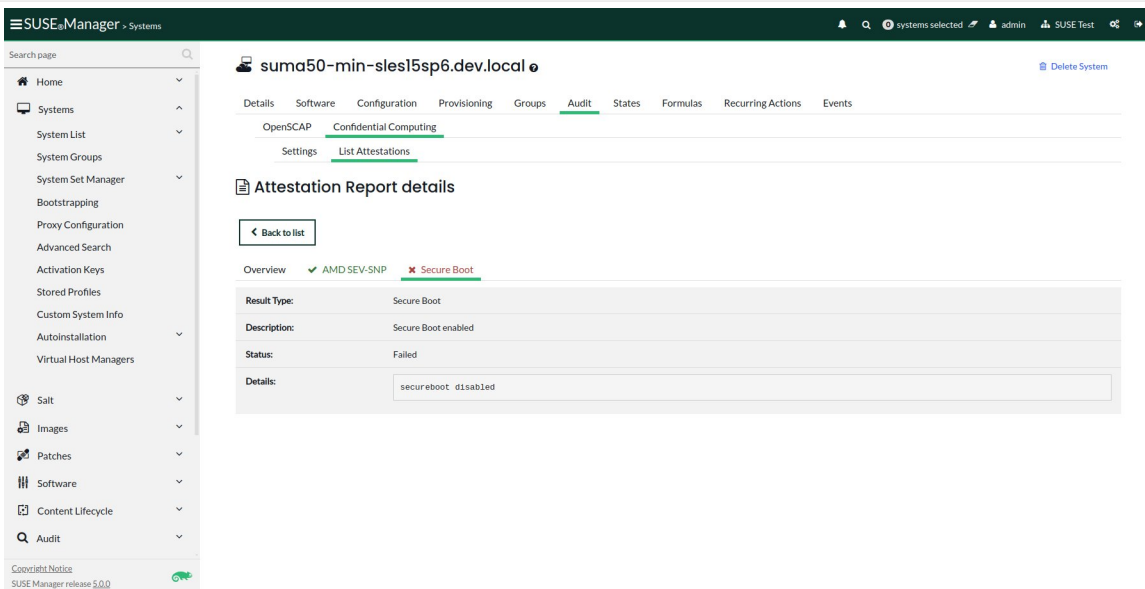 SUSE®Manager > Systems
0 systems selected admin SUSE Test
Search page
Home
Systems
System List
System Groups
System Set Manager
Bootstrapping
Proxy Configuration
Advanced Search
Activation Keys
Stored Profiles
Custom System Info
Autoinstallation
Virtual Host Managers
Salt
Images
Patches
Software
Content Lifecycle
Audit
Copyright Notice
SUSE Manager release 5.0.0
suma50-min-sles15sp6.dev.local
Delete System
Details Software Configuration Provisioning Groups Audit States Formulas Recurring Actions Events
OpenSCAP Confidential Computing
Settings List Attestations
Attestation Report details
Back to list
Overview AMD SEV-SNP Secure Boot
Result Type: Secure Boot
Description: Secure Boot enabled
Status: Failed
Details: secureboot disabled